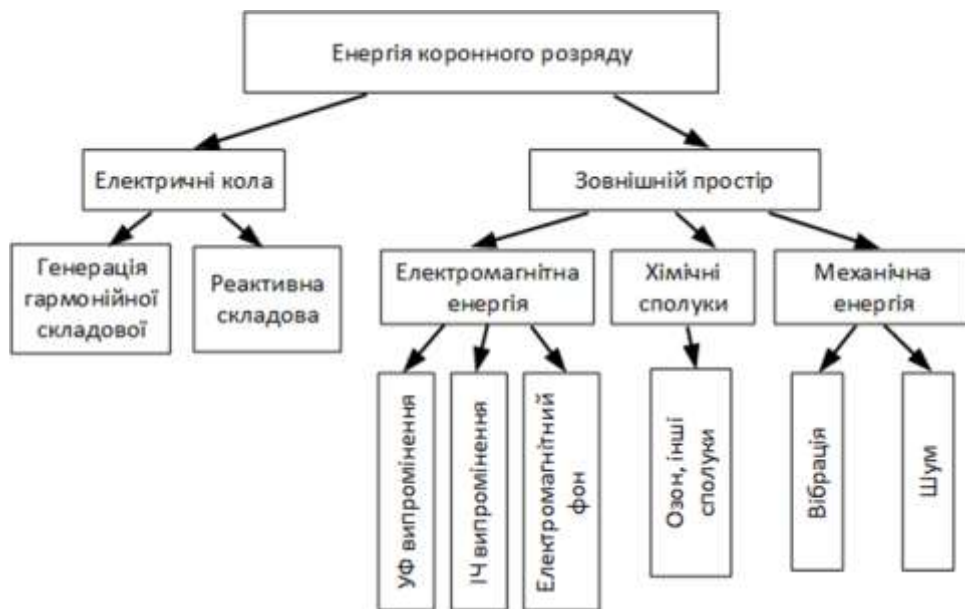 Енергія коронного розряду
Електричні кола
Зовнішній простір
Генерація
гармонійної
складової
Реактивна
складова
Електромагнітна
енергія
Хімічні
сполуки
Механічна
енергія
УФ випромінення
ІЧ випромінення
Електромагнітний
фон
Озон, інші
сполуки
Вібрація
Шум